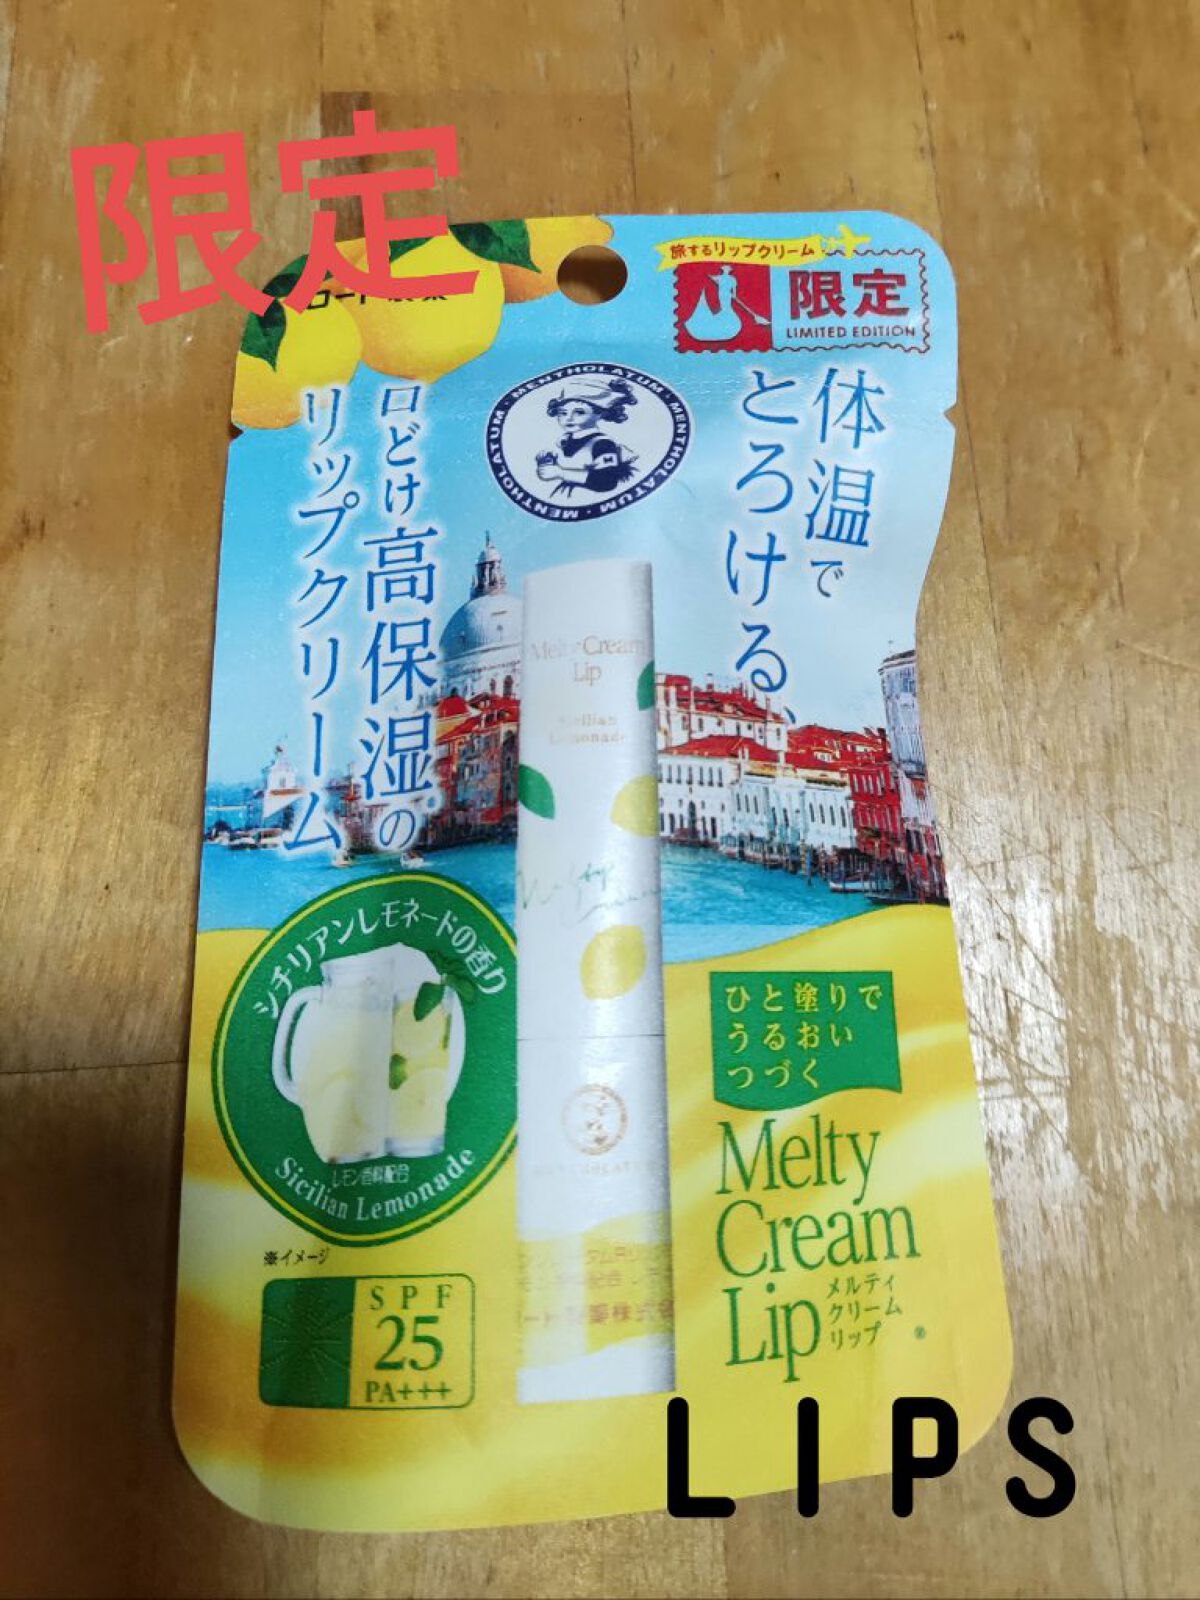 限定
旅するリップクリーム
限定
LIMITED EDITION
MENTHOLATUM・MENTHOLATUM・MENTHOLATUM
体温で
とろける、
口どけ高保湿の
リップクリーム
Melty Cream
Lip
Sicilian
Lemonade
シチリアンレモネードの香り
レモン香料配合
Sicilian Lemonade
※イメージ
SPF
25
PA+++
ひと塗りで
うるおい
つづく
Melty
Cream
Lip
メルティ
クリーム
リップ
LIPS